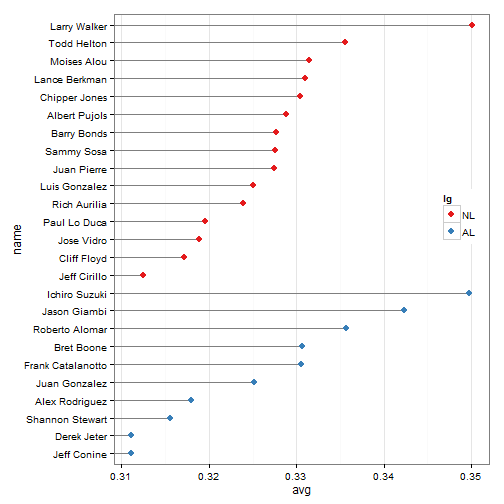 Larry Walker
Todd Helton
Moises Alou
Lance Berkman
Chipper Jones
Albert Pujols
Barry Bonds
Sammy Sosa
Juan Pierre
Luis Gonzalez
Rich Aurilia
Paul Lo Duca
Jose Vidro
Cliff Floyd
Jeff Cirillo
Ichiro Suzuki
Jason Giambi
Roberto Alomar
Bret Boone
Frank Catalanotto
Juan Gonzalez
Alex Rodriguez
Shannon Stewart
Derek Jeter
Jeff Conine
name
lg
NL
AL
0.31 0.32 0.33 0.34 0.35
avg